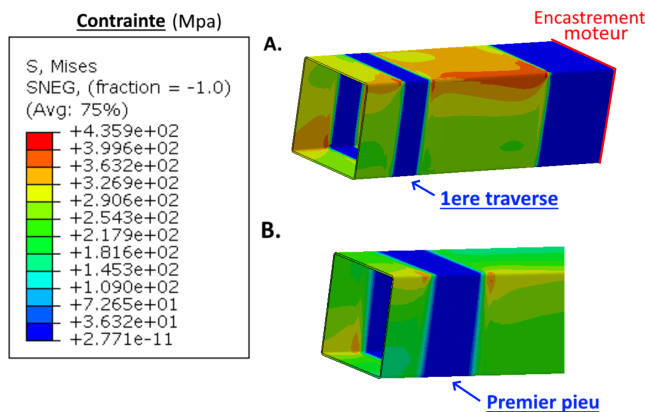 Contrainte (Mpa)
S, Mises
SNEG, (fraction = -1.0)
(Avg: 75%)
+4.359e+02
+3.996e+02
+3.632e+02
+3.269e+02
+2.906e+02
+2.543e+02
+2.179e+02
+1.816e+02
+1.453e+02
+1.090e+02
+7.265e+01
+3.632e+01
+2.771e-11
A.
Encastrement
moteur
1ere traverse
B.
Premier pieu